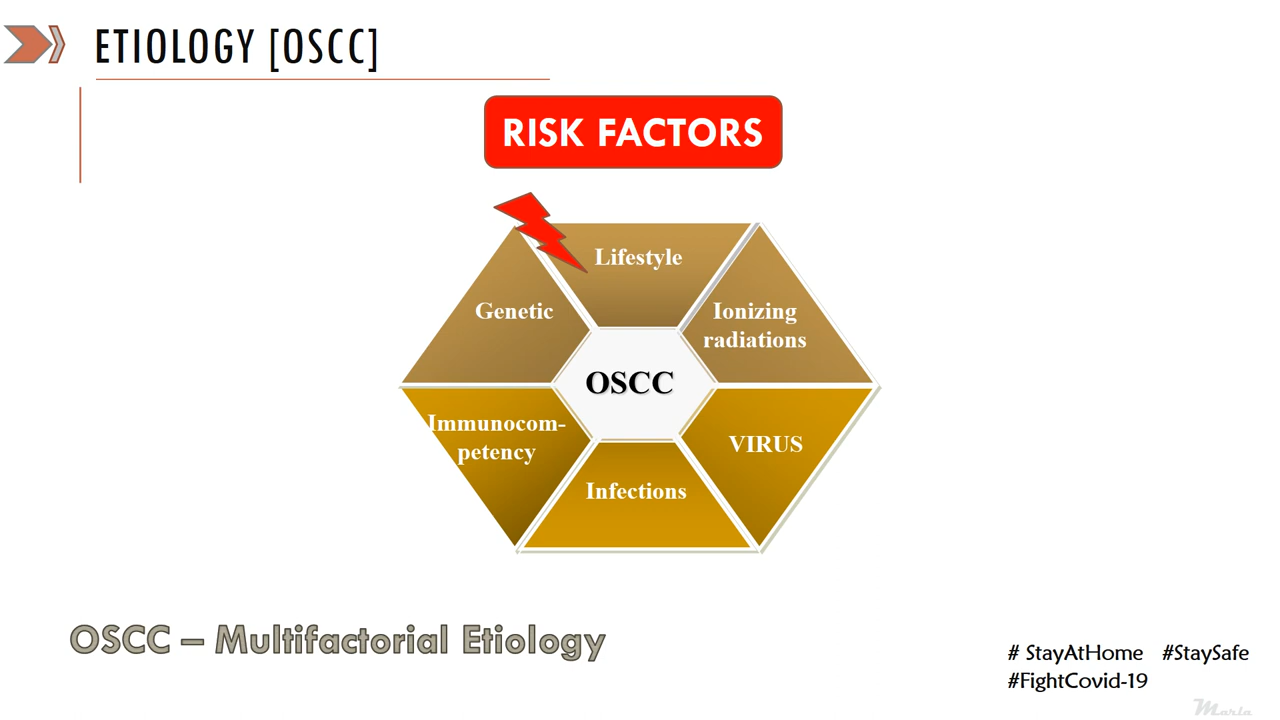 ETIOLOGY [OSCC]
RISK FACTORS
Lifestyle
Genetic
Ionizing
radiations
OSCC
Immunocom-
petency
VIRUS
Infections
OSCC – Multifactorial Etiology
# StayAtHome #StaySafe
#FightCovid-19
Maria